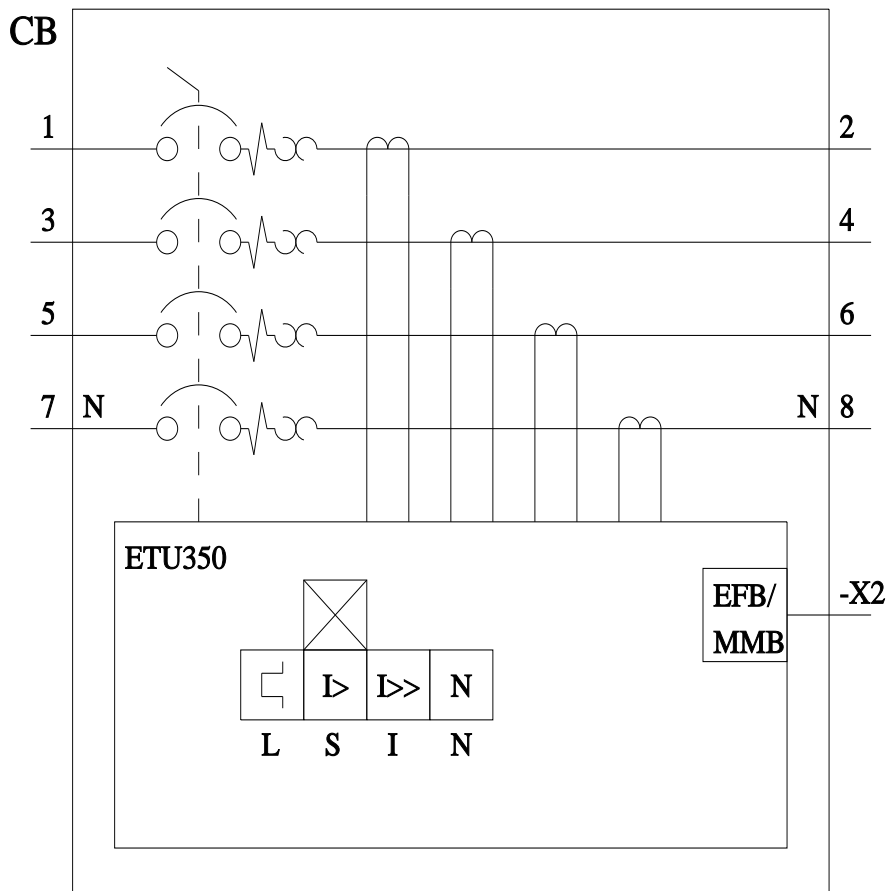 CB
1 2
3 4
5 6
7 N N 8
ETU350
EFB/ -X2
MMB
I> I>> N
L S I N